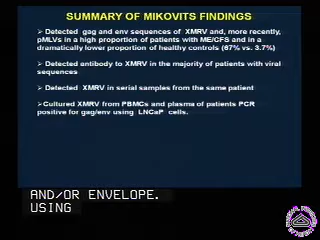 SUMMARY OF MIKOVITS FINDINGS
➢ Detected gag and env sequences of XMRV and, more recently,
pMLVs in a high proportion of patients with ME/CFS and in a
dramatically lower proportion of healthy controls (67% vs. 3.7%)
➢ Detected antibody to XMRV in the majority of patients with viral
sequences
➢ Detected XMRV in serial samples from the same patient
➢Cultured XMRV from PBMCs and plasma of patients PCR
positive for gag/env using LNCaP cells.
AND/OR ENVELOPE.
USING